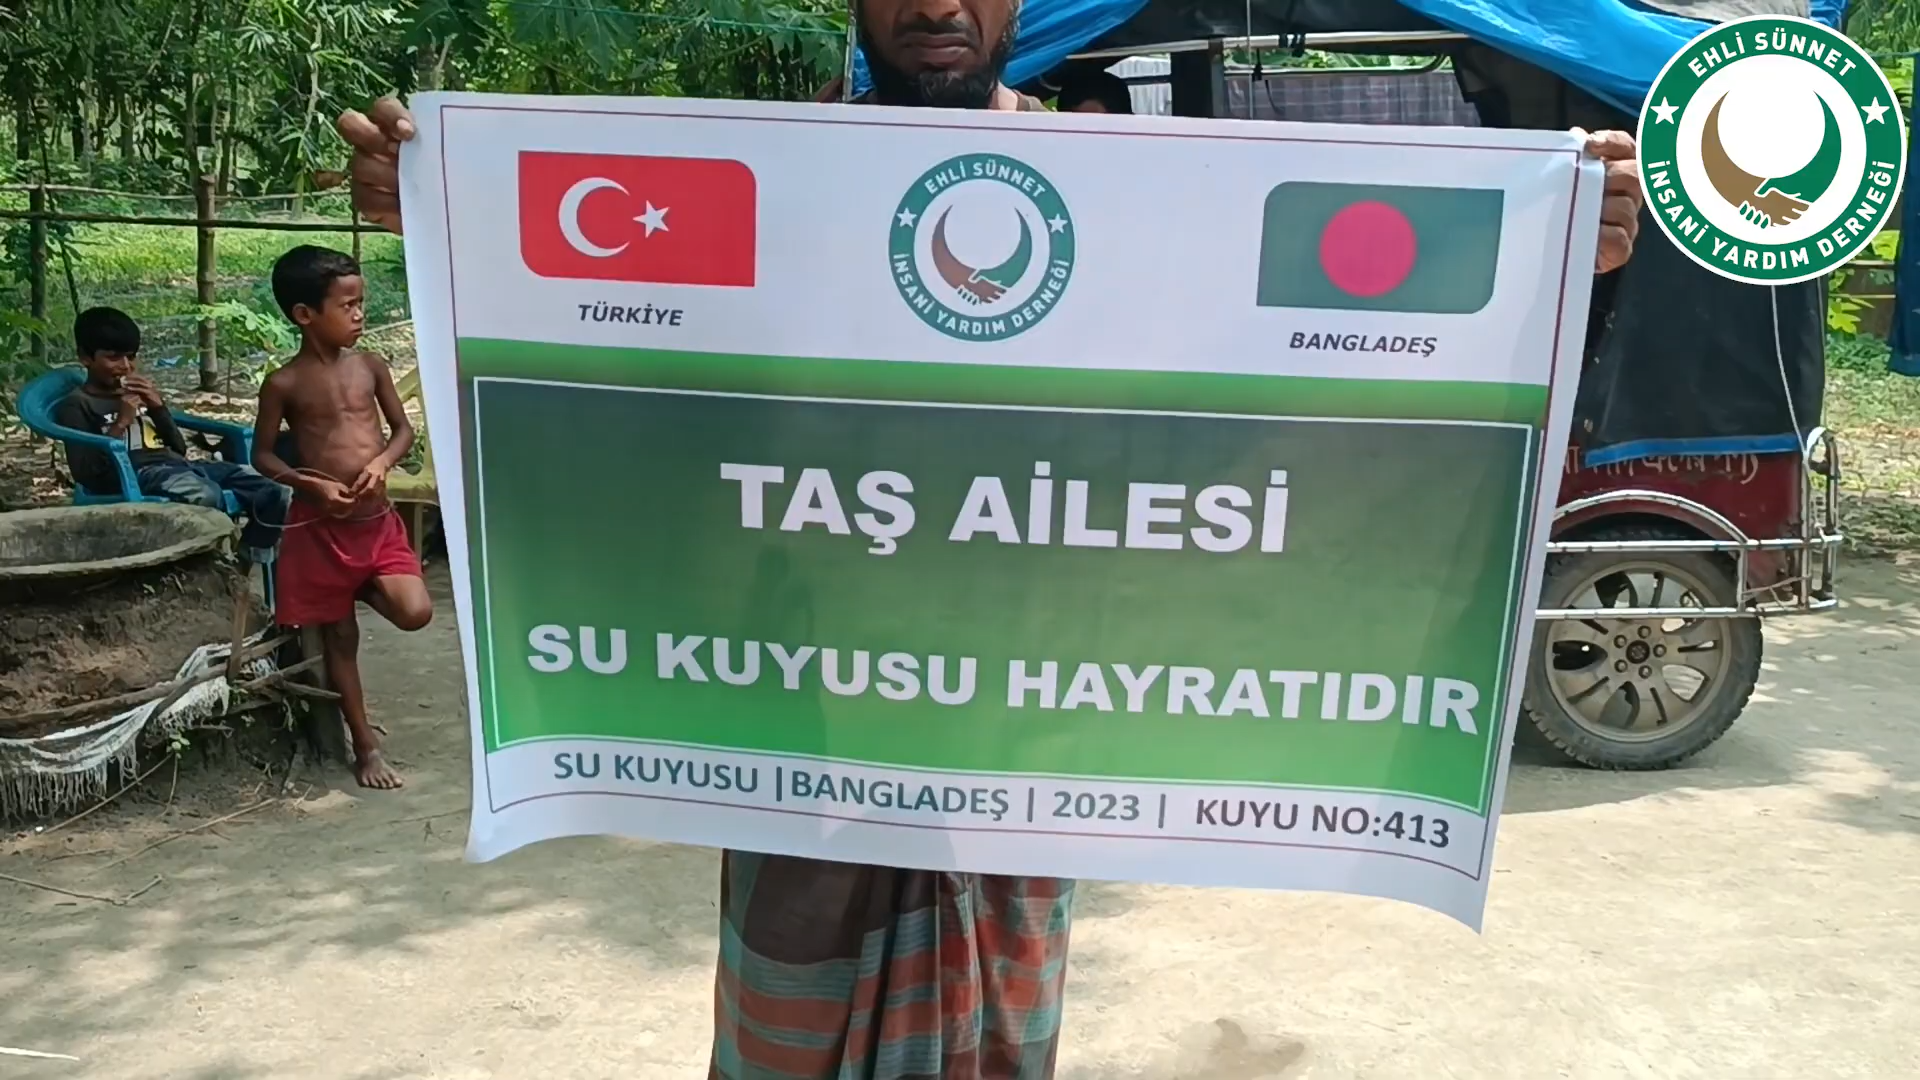 EHLİ SÜNNET
İNSANİ YARDIM DERNEĞİ
EHLİ SÜNNET
İNSANİ YARDIM DERNEĞİ
TÜRKİYE
BANGLADEŞ
TAŞ AİLESİ
SU KUYUSU HAYRATIDIR
SU KUYUSU |BANGLADEŞ | 2023 | KUYU NO:413